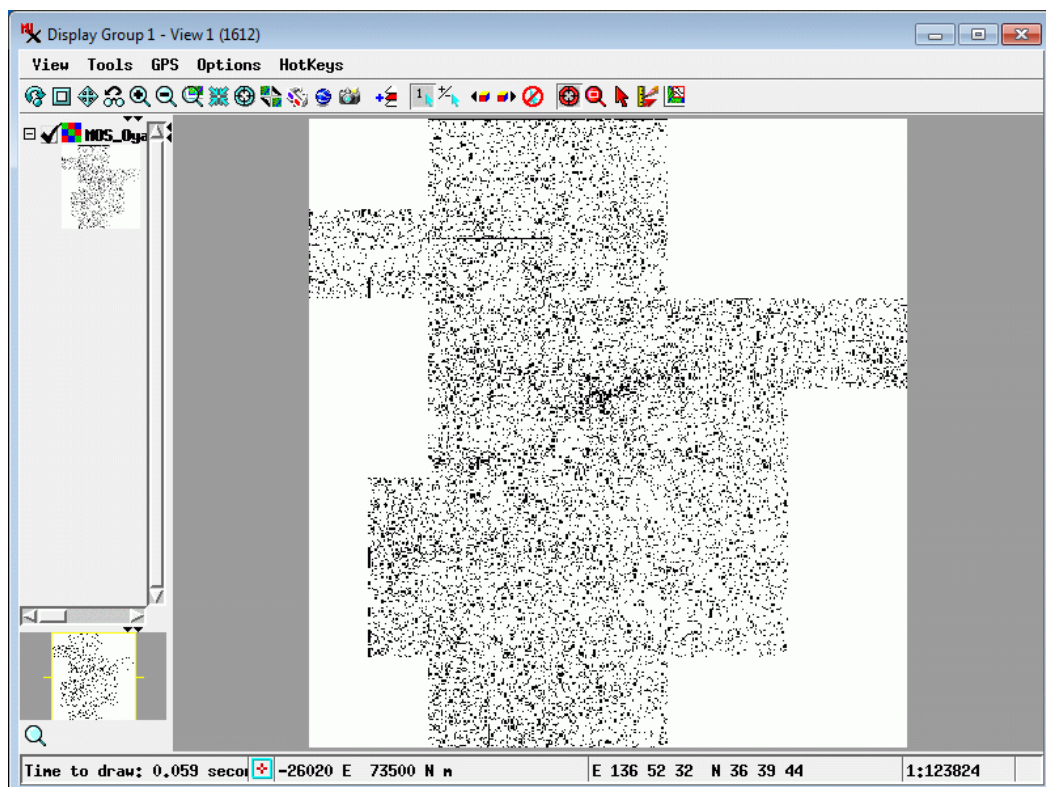 Display Group 1 - View 1 (1612)
View Tools GPS Options HotKeys
MOS_Oya
Time to draw: 0.059 secon
-26020 E 73500 N m
E 136 52 32 N 36 39 44
1:123824